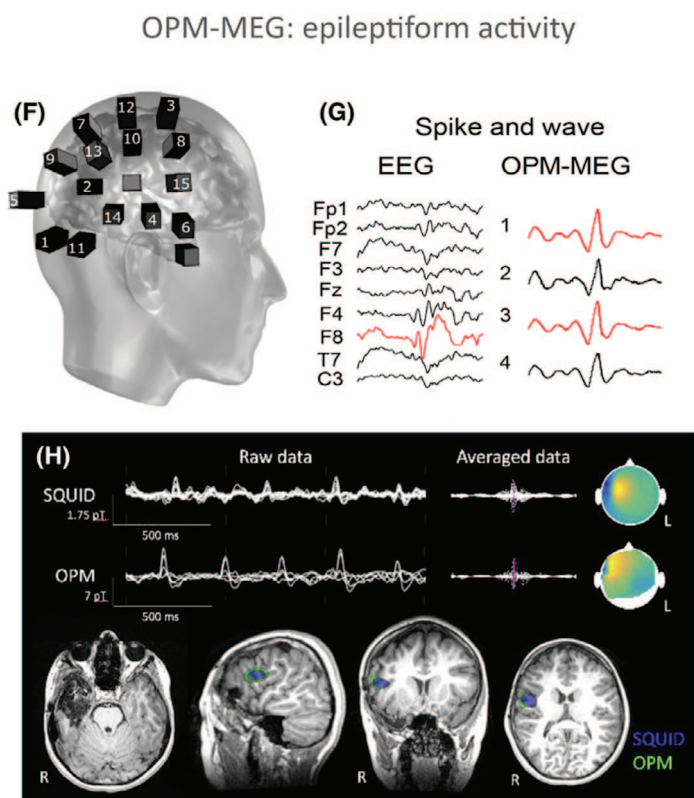 OPM-MEG: epileptiform activity
(F)
12
3
7
10
8
13
9
2
15
5
14
4
6
1
11
(G)
Spike and wave
EEG
OPM-MEG
Fp1
Fp2
F7
F3
Fz
F4
F8
T7
C3
1
2
3
4
(H)
Raw data
Averaged data
SQUID
1.75 pT
500 ms
L
OPM
7 pT
500 ms
L
R
R
R
SQUID
OPM